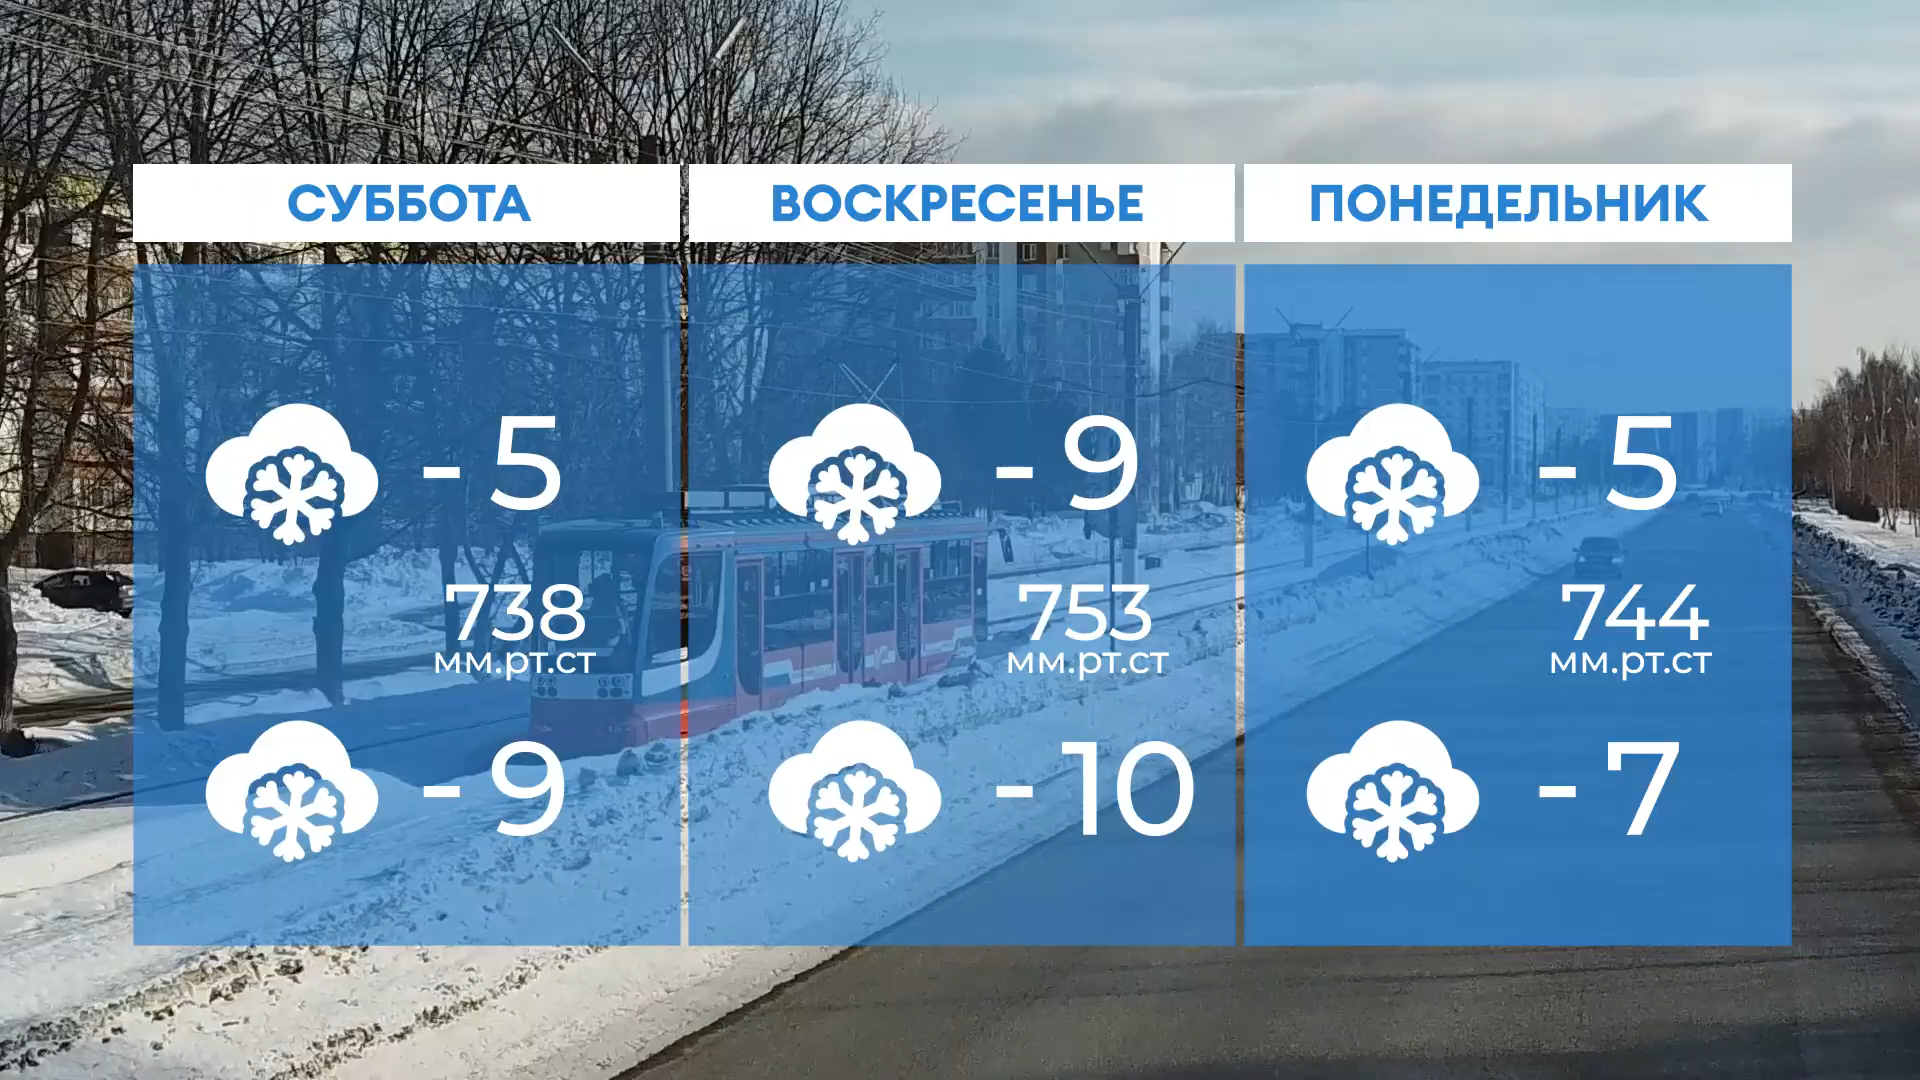 СУББОТА
- 5
738
мм.рт.ст
- 9
ВОСКРЕСЕНЬЕ
- 9
753
мм.рт.ст
- 10
ПОНЕДЕЛЬНИК
- 5
744
мм.рт.ст
- 7